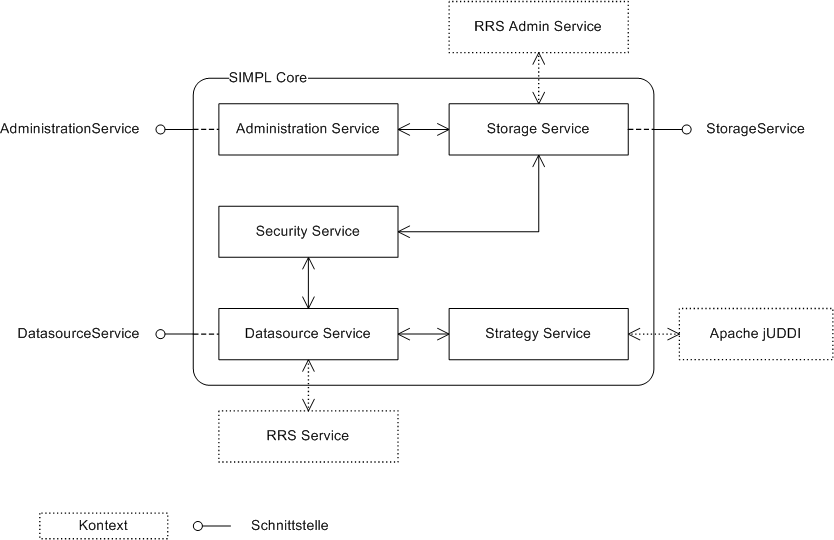 RRS Admin Service
SIMPL Core
AdministrationService
Administration Service
Storage Service
StorageService
Security Service
DatasourceService
Datasource Service
Strategy Service
Apache jUDDI
RRS Service
Kontext
Schnittstelle